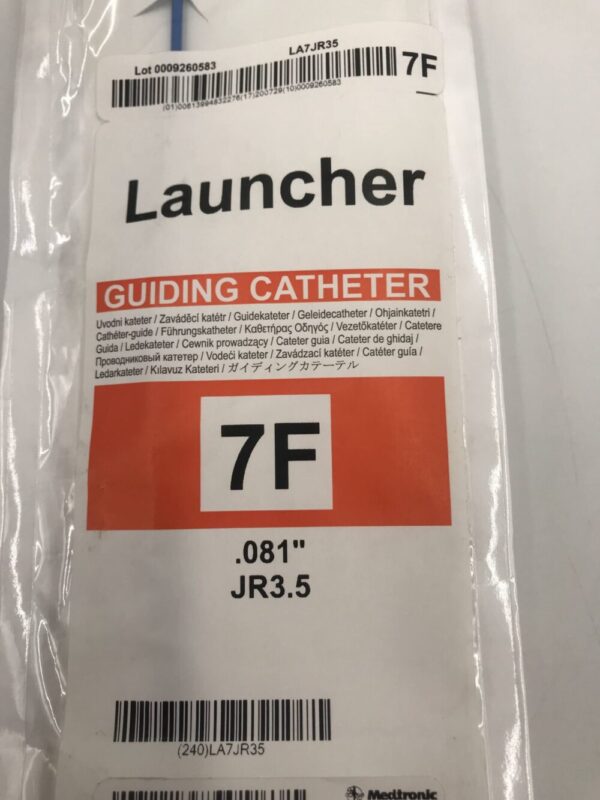 Lot 0009260583
LA7JR35
7F
(01)00613994832276(17)200729(10)0009260583
Launcher
GUIDING CATHETER
Uvodni kateter / Zaváděcí katétr / Guidekateter / Geleidecatheter / Ohjainkatetri /
Cathéter-guide / Führungskatheter / Καθετήρας Οδηγός / Vezetőkatéter / Catetere
Guida / Ledekateter / Cewnik prowadzący / Cateter guia / Cateter de ghidaj /
Проводниковый катетер / Vodeći kateter / Zavádzací katéter / Catéter guía /
Ledarkateter / Kılavuz Kateteri / ガイディングカテーテル
7F
.081"
JR3.5
(240)LA7JR35
Medtronic